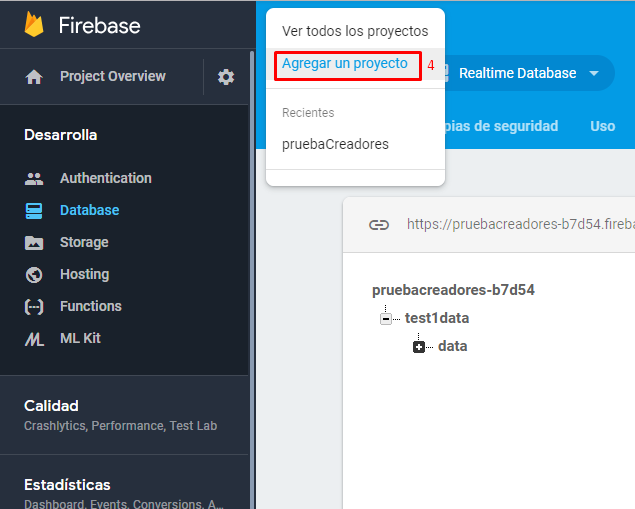 Firebase
Project Overview
Desarrolla
Authentication
Database
Storage
Hosting
Functions
ML Kit
Calidad
Crashlytics, Performance, Test Lab
Estadísticas
Dashboard, Events, Conversions, A...
Ver todos los proyectos
Agregar un proyecto 4
Recientes
pruebaCreadores
Realtime Database
pias de seguridad Uso
https://pruebacreadores-b7d54.fireba
pruebacreadores-b7d54
test1data
data